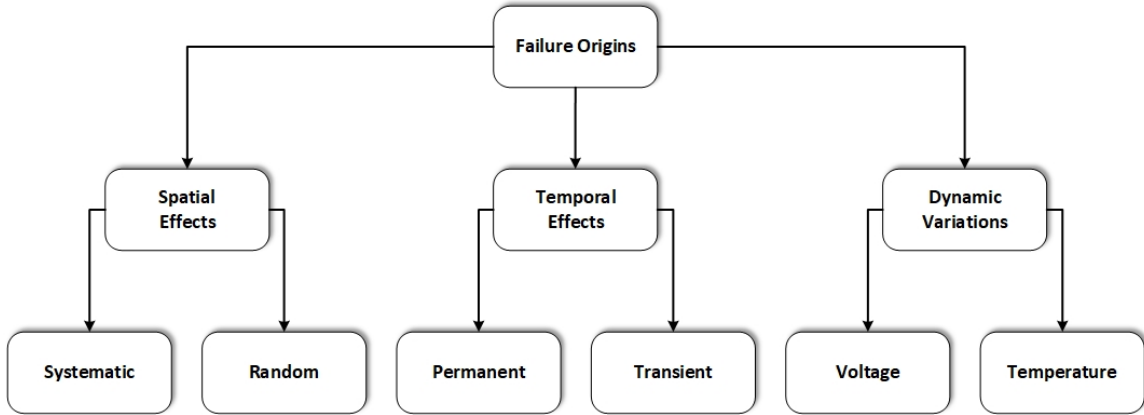 Failure Origins
Spatial
Effects
Temporal
Effects
Dynamic
Variations
Systematic
Random
Permanent
Transient
Voltage
Temperature